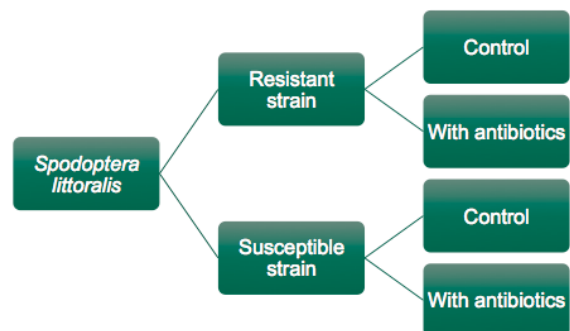 Spodoptera
littoralis
Resistant
strain
Control
With antibiotics
Susceptible
strain
Control
With antibiotics